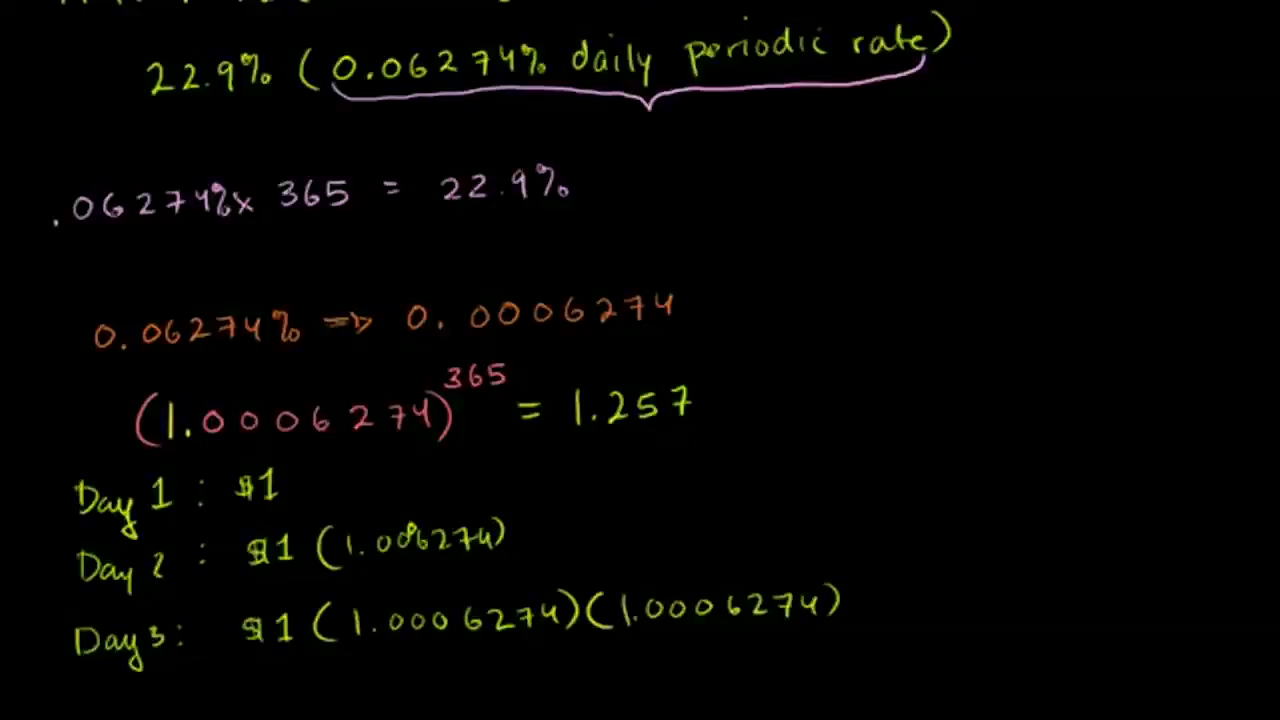 22.9% (0.06274% daily periodic rate)
.06274% x 365 = 22.9%
0.06274% => 0.0006274
(1.0006274)^365 = 1.257
Day 1 : $1
Day 2 : $1 (1.0006274)
Day 3 : $1 (1.0006274)(1.0006274)